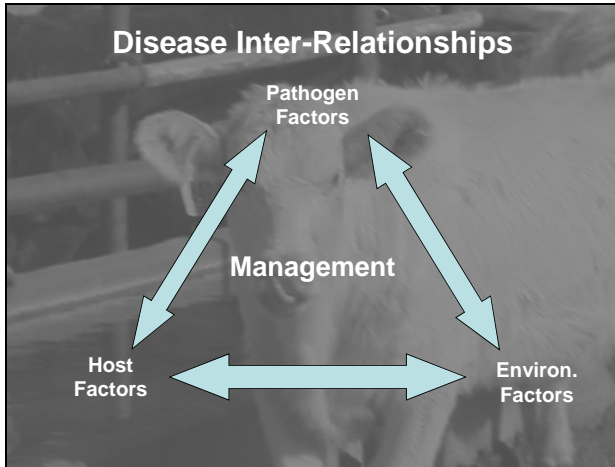 Disease Inter-Relationships
Pathogen
Factors
Management
Host
Factors
Environ.
Factors